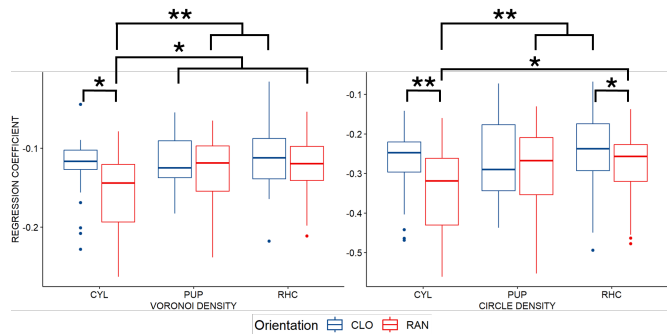 ** **
* *
* ** *
REGRESSION COEFFICIENT
-0.1
-0.2
CYL PUP RHC
VORONOI DENSITY
-0.1
-0.2
-0.3
-0.4
-0.5
CYL PUP RHC
CIRCLE DENSITY
Orientation CLO RAN